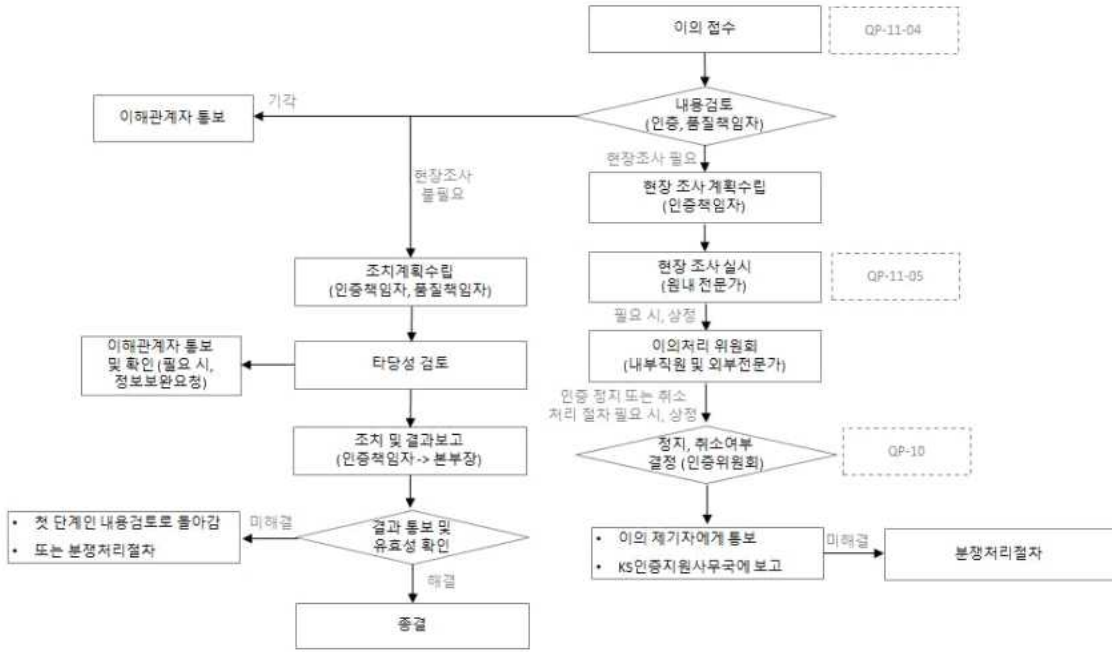 이의 접수
QP-11-04
내용검토
(인증, 품질책임자)
기각
이해관계자 통보
현장조사 필요
현장조사
불필요
현장 조사 계획수립
(인증책임자)
조치계획수립
(인증책임자, 품질책임자)
현장 조사 실시
(원내 전문가)
QP-11-05
필요 시, 상정
이해관계자 통보
및 확인 (필요 시,
정보보완요청)
타당성 검토
이의처리 위원회
(내부직원 및 외부전문가)
인증 정지 또는 취소
처리 절차 필요 시, 상정
조치 및 결과보고
(인증책임자 -> 본부장)
정지, 취소여부
결정 (인증위원회)
QP-10
• 첫 단계인 내용검토로 돌아감
• 또는 분쟁처리절차
미해결
결과 통보 및
유효성 확인
• 이의 제기자에게 통보
• KS인증지원사무국에 보고
미해결
분쟁처리절차
해결
종결